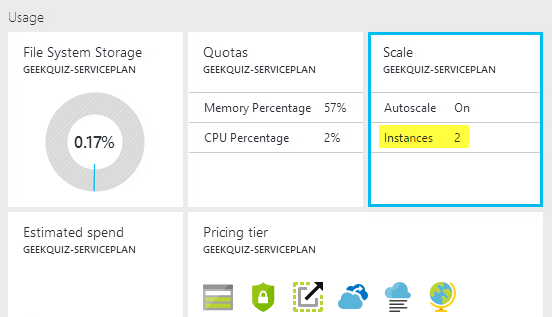 Usage
File System Storage
GEEKQUIZ-SERVICEPLAN
0.17%
Quotas
GEEKQUIZ-SERVICEPLAN
Memory Percentage 57%
CPU Percentage 2%
Scale
GEEKQUIZ-SERVICEPLAN
Autoscale On
Instances 2
Estimated spend
GEEKQUIZ-SERVICEPLAN
Pricing tier
GEEKQUIZ-SERVICEPLAN